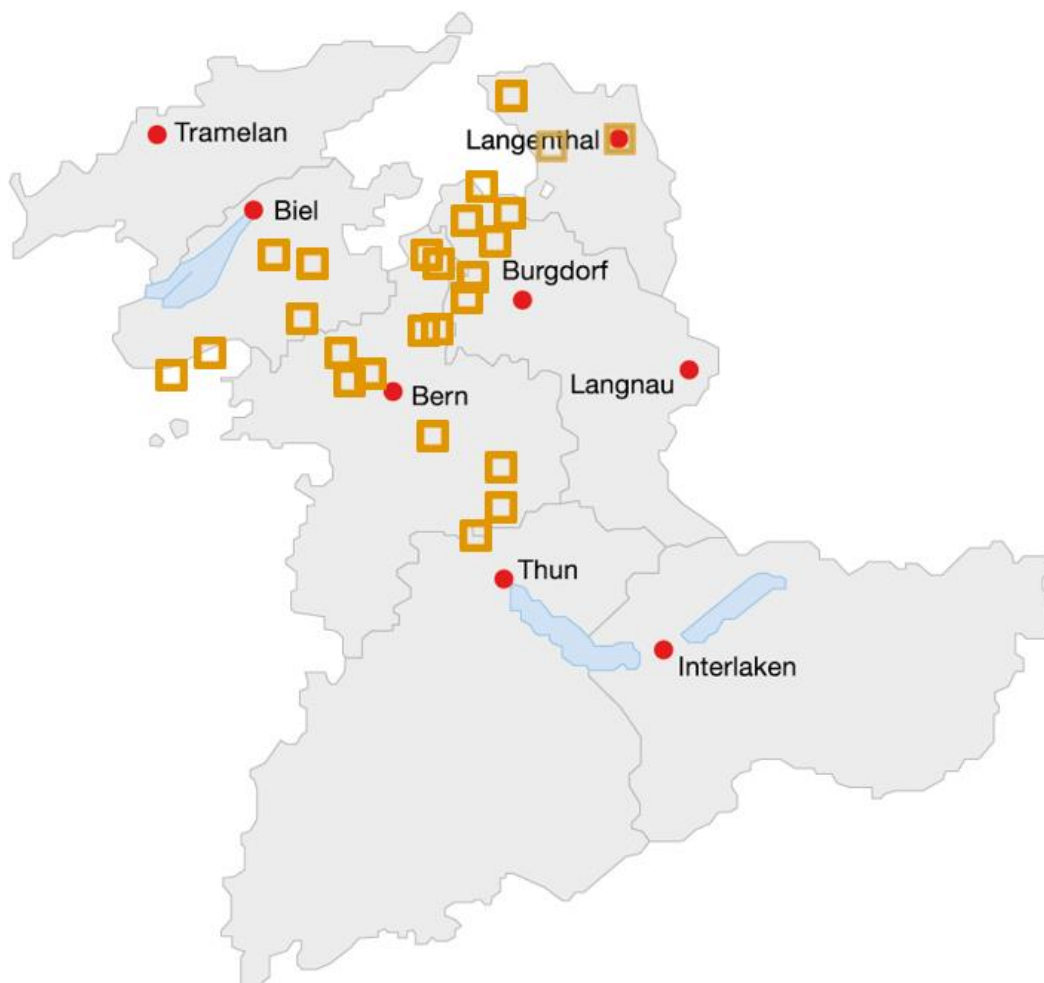 Tramelan
Langenthal
Biel
Burgdorf
Langnau
Bern
Thun
Interlaken